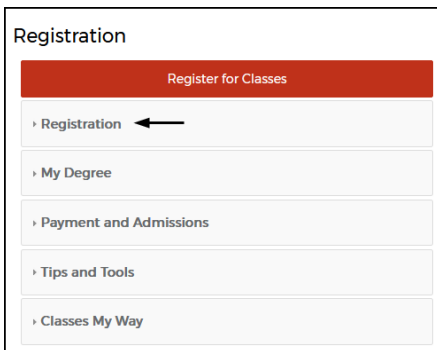 Registration
Register for Classes
Registration
My Degree
Payment and Admissions
Tips and Tools
Classes My Way